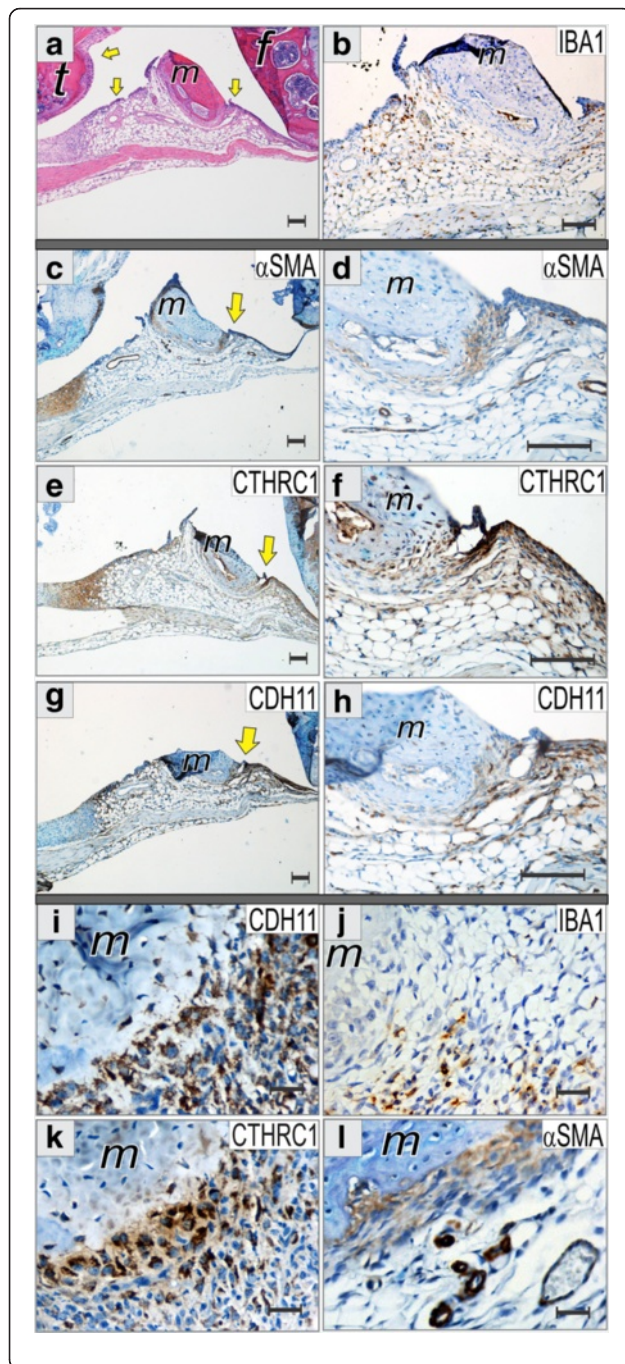 a t m f
b IBA1 m
c αSMA m
d αSMA m
e CTHRC1 m
f CTHRC1 m
g CDH11 m
h CDH11 m
i CDH11 m
j IBA1 m
k CTHRC1 m
l αSMA m